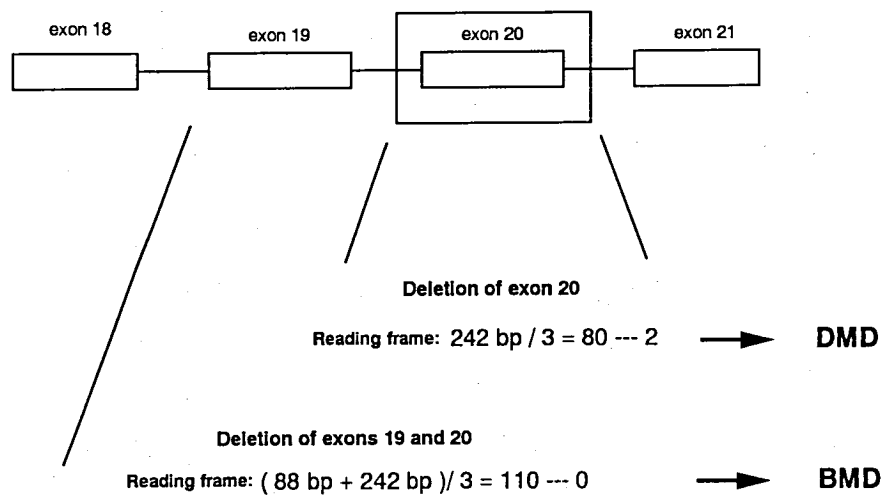 exon 18
exon 19
exon 20
exon 21
Deletion of exon 20
Reading frame: 242 bp / 3 = 80 --- 2
DMD
Deletion of exons 19 and 20
Reading frame: ( 88 bp + 242 bp )/ 3 = 110 --- 0
BMD